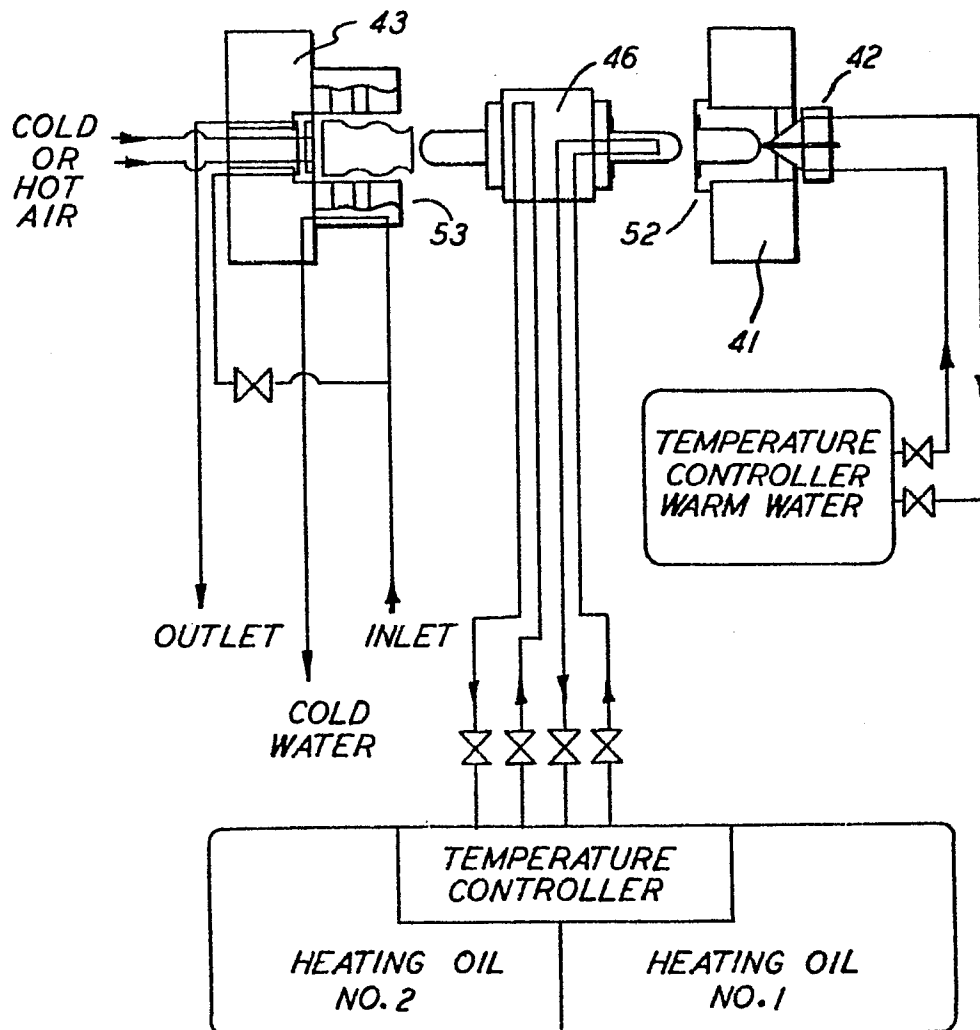 43
46
42
COLD
OR
HOT
AIR
53
52
41
TEMPERATURE
CONTROLLER
WARM WATER
OUTLET
INLET
COLD
WATER
TEMPERATURE
CONTROLLER
HEATING OIL
NO. 2
HEATING OIL
NO. 1